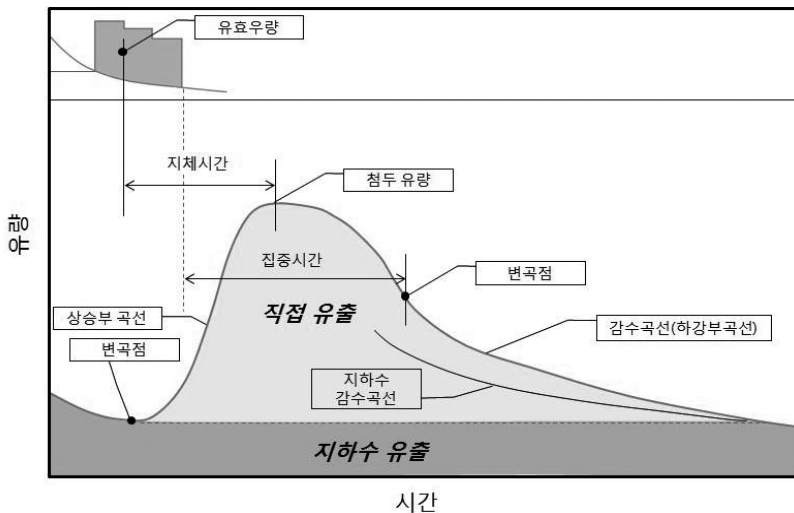 유효우량
지체시간
첨두 유량
유량
집중시간
변곡점
상승부 곡선
직접 유출
감수곡선(하강부곡선)
변곡점
지하수
감수곡선
지하수 유출
시간